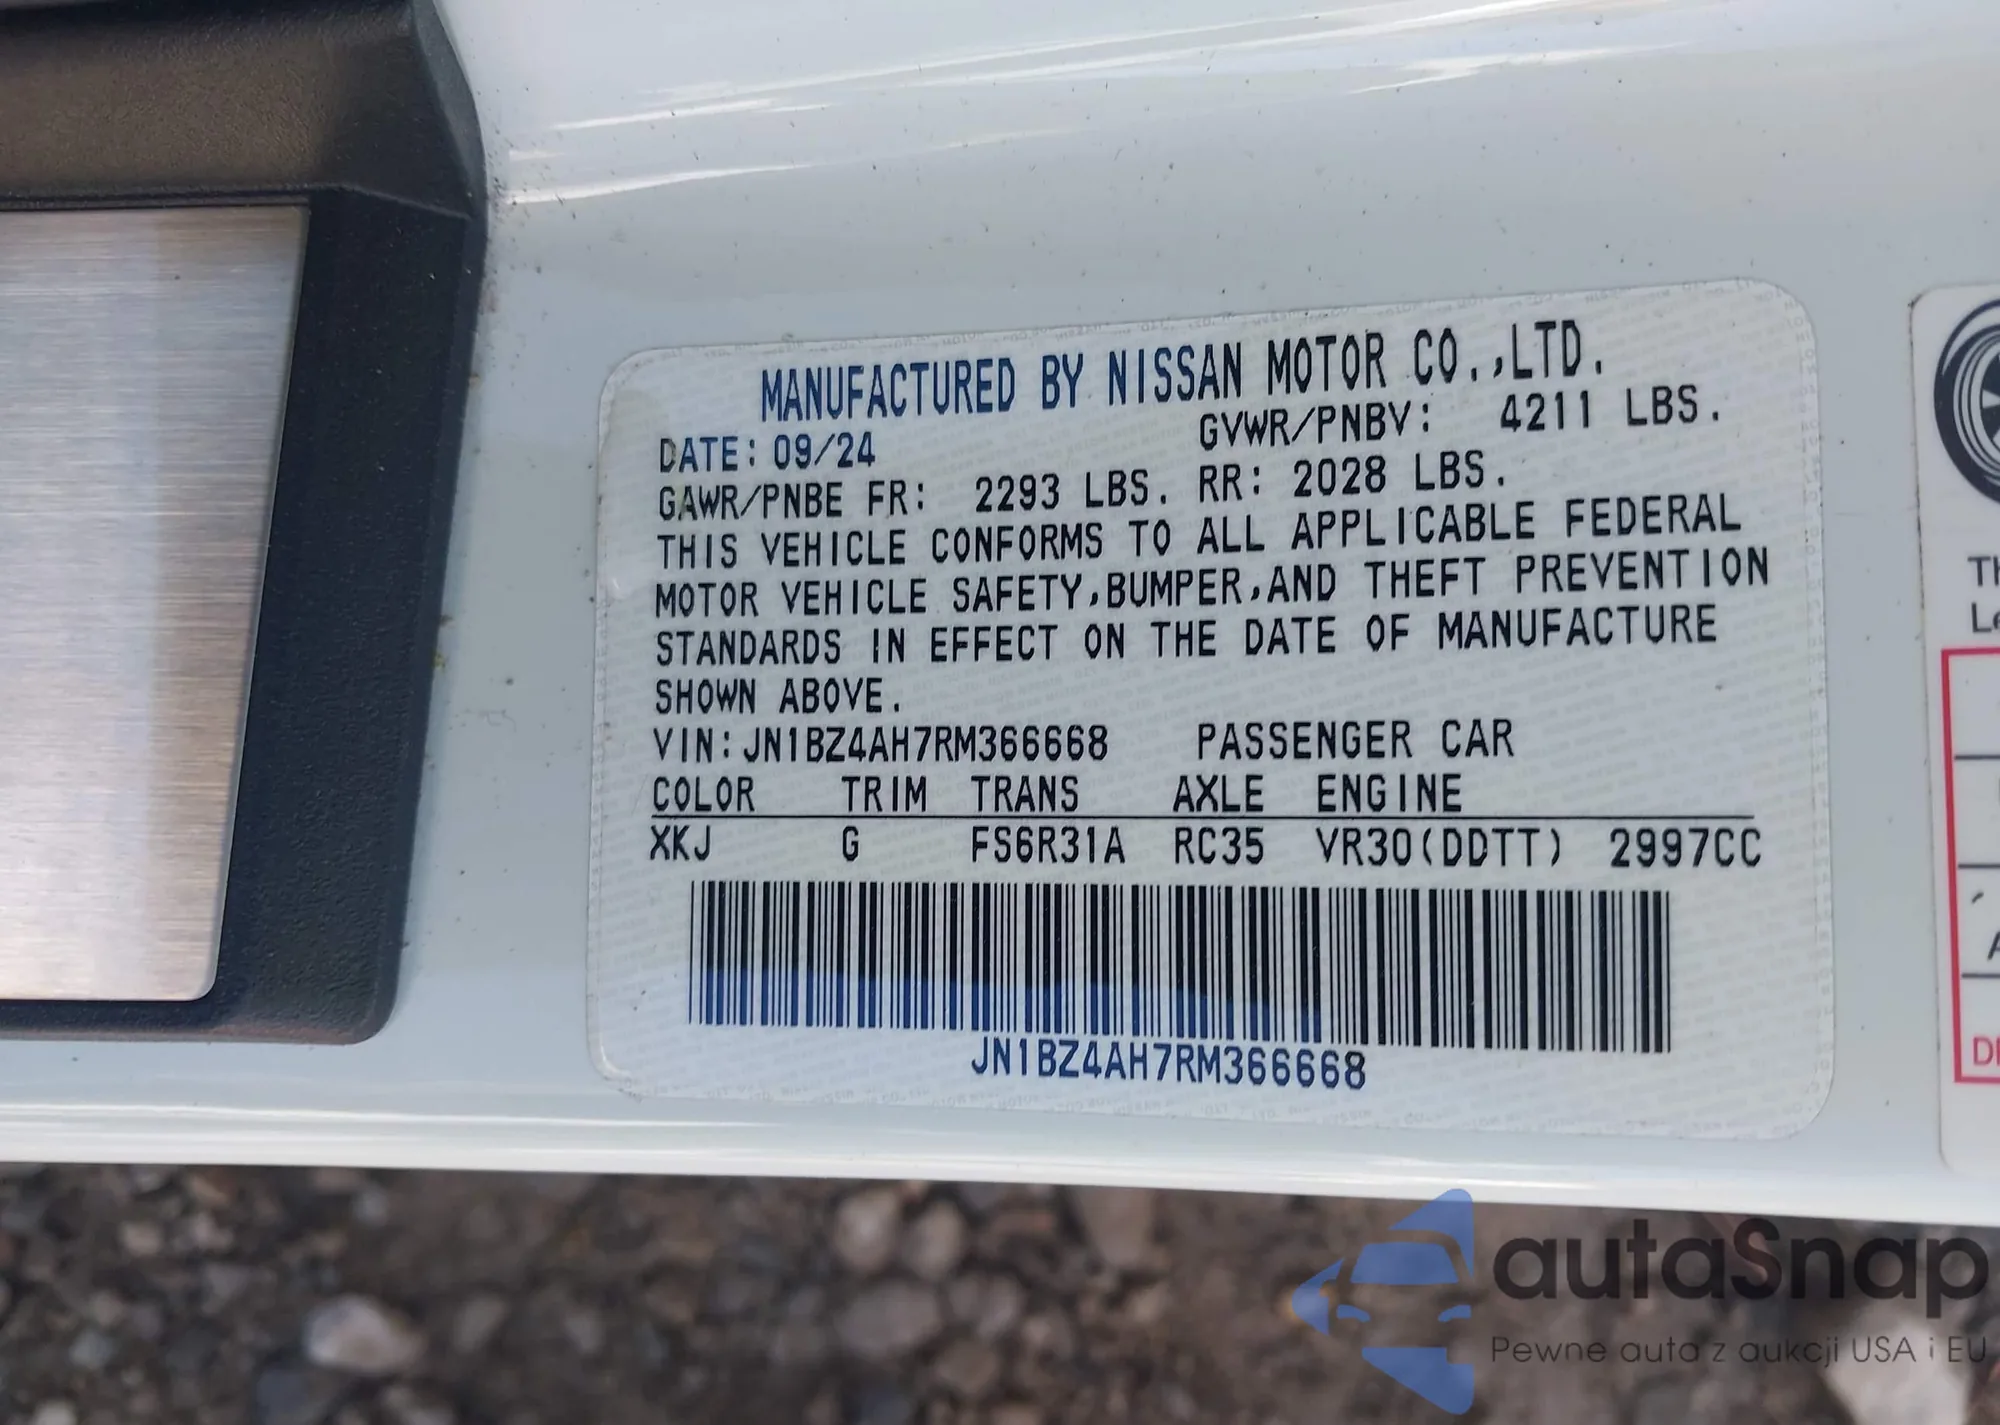 MANUFACTURED BY NISSAN MOTOR CO.,LTD.
DATE: 09/24 GVWR/PNBV: 4211 LBS.
GAWR/PNBE FR: 2293 LBS. RR: 2028 LBS.
THIS VEHICLE CONFORMS TO ALL APPLICABLE FEDERAL
MOTOR VEHICLE SAFETY,BUMPER,AND THEFT PREVENTION
STANDARDS IN EFFECT ON THE DATE OF MANUFACTURE
SHOWN ABOVE.
VIN:JN1BZ4AH7RM366668 PASSENGER CAR
COLOR TRIM TRANS AXLE ENGINE
XKJ G FS6R31A RC35 VR30(DDTT) 2997CC
JN1BZ4AH7RM366668
autaSnap
Pewne auta z aukcji USA i EU